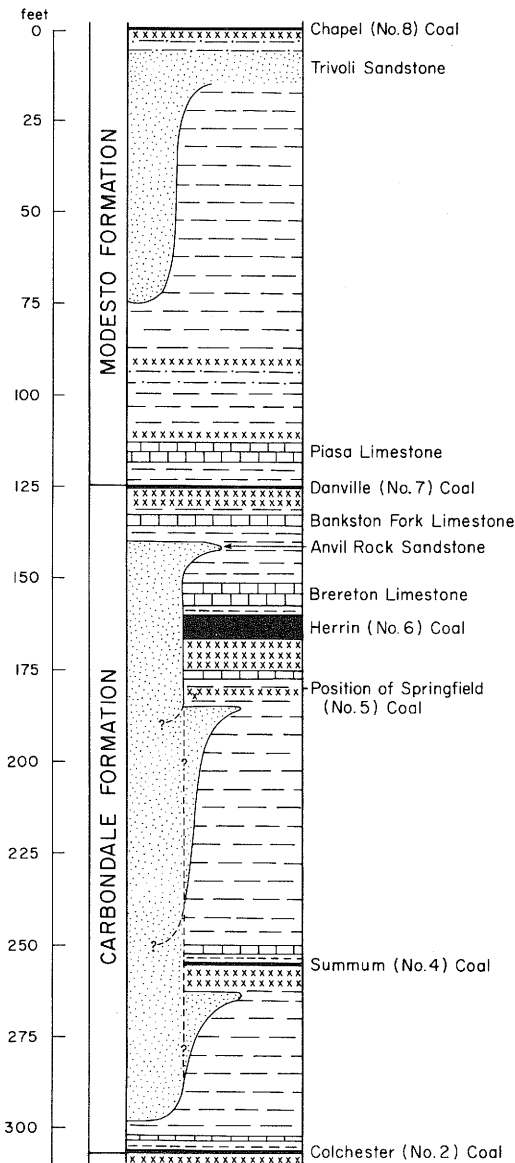 feet
0
25
50
75
100
125
150
175
200
225
250
275
300
MODESTO FORMATION
CARBONDALE FORMATION
Chapel (No.8) Coal
Trivoli Sandstone
Piasa Limestone
Danville (No.7) Coal
Bankston Fork Limestone
Anvil Rock Sandstone
Brereton Limestone
Herrin (No.6) Coal
Position of Springfield
(No.5) Coal
?
?
?
Summum (No.4) Coal
?
Colchester (No.2) Coal